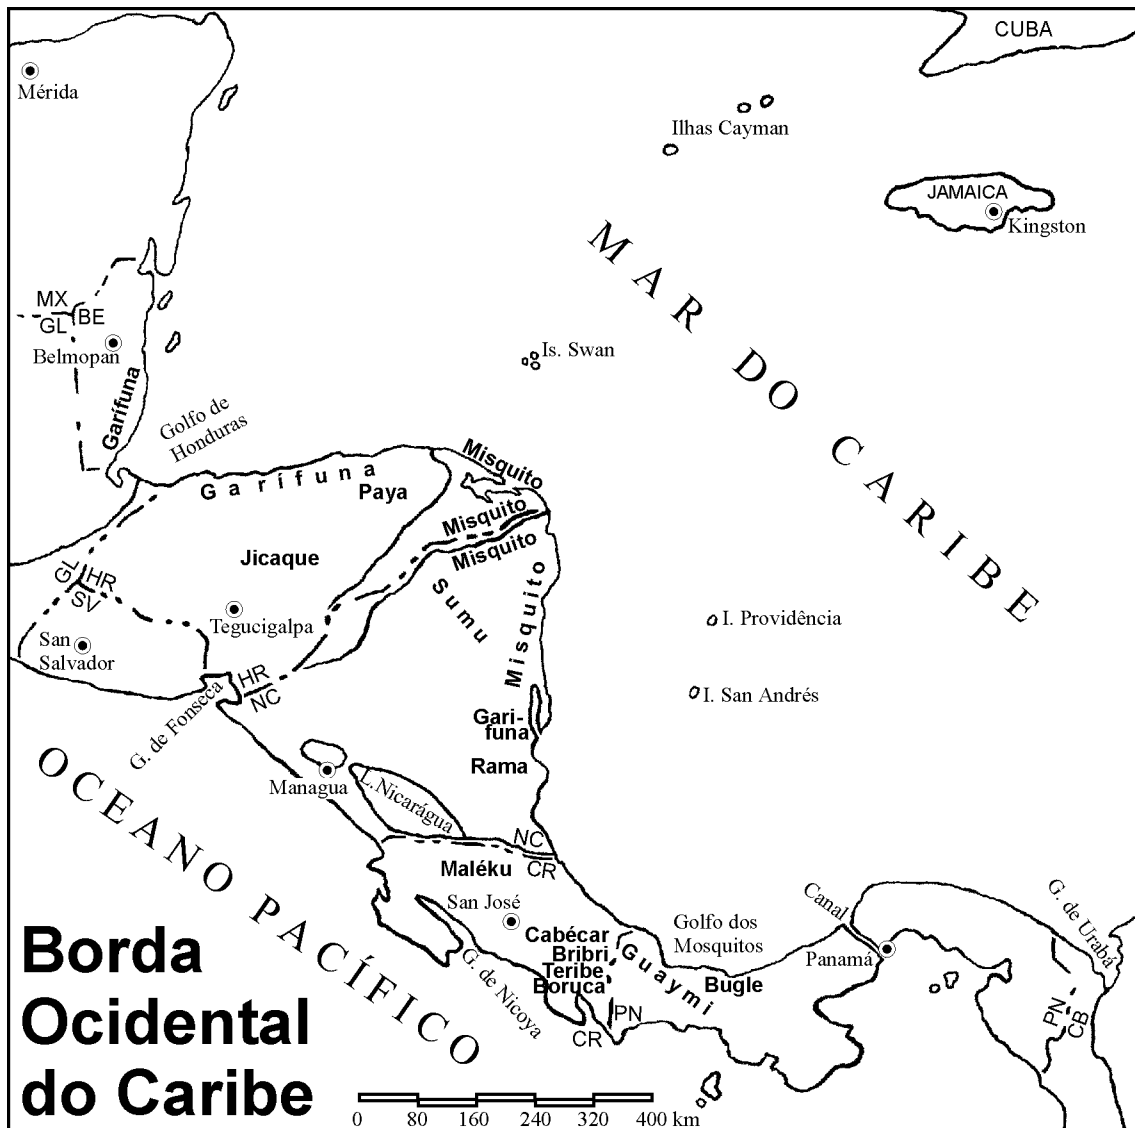 CUBA
Mérida
Ilhas Cayman
JAMAICA
Kingston
MAR DO CARIBE
MX
BE
GL
Belmopan
Is. Swan
Garífuna
Golfo de
Honduras
Garífuna
Paya
Misquito
Misquito
Misquito
Jicaque
Sumu
Misquito
GL
HR
SV
Tegucigalpa
San
Salvador
I. Providência
I. San Andrés
HR
NC
G. de Fonseca
Gari-
funa
Rama
Managua
L.Nicarágua
NC
CR
Maléku
San José
OCEANO PACÍFICO
Cabécar
Bribri
Teribe
Boruca
Guaymi
G. de Nicoya
Golfo dos
Mosquitos
Bugle
Canal
Panamá
G. de Urabá
PN
CR
PN
CB
Borda
Ocidental
do Caribe
0 80 160 240 320 400 km